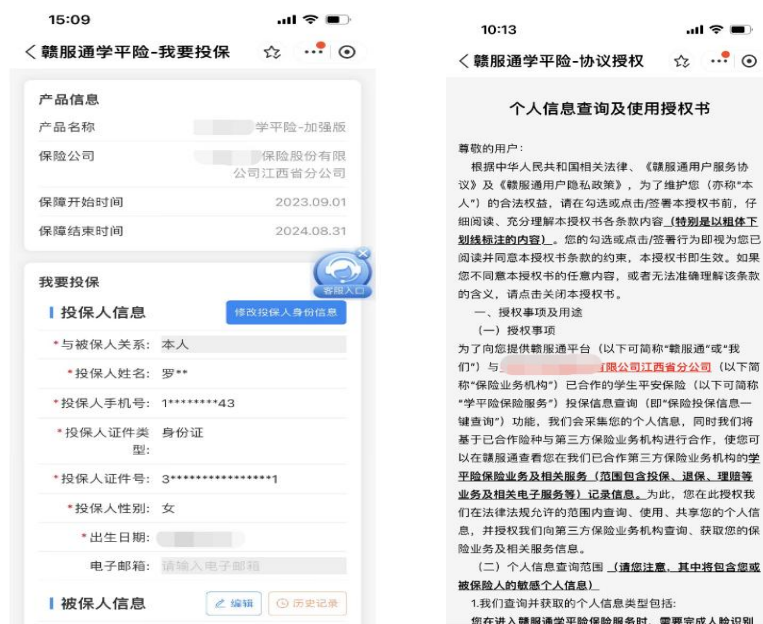 15:09
赣服通学平险-我要投保
产品信息
产品名称 学平险-加强版
保险公司 保险股份有限
公司江西省分公司
保障开始时间 2023.09.01
保障结束时间 2024.08.31
客服入口
我要投保
投保人信息 修改投保人身份信息
*与被保人关系: 本人
*投保人姓名: 罗**
*投保人手机号: 1********43
*投保人证件类 身份证
型:
*投保人证件号: 3****************1
*投保人性别: 女
*出生日期:
电子邮箱: 请输入电子邮箱
被保人信息 编辑 历史记录
10:13
赣服通学平险-协议授权
个人信息查询及使用授权书
尊敬的用户:
根据中华人民共和国相关法律、《赣服通用户服务协
议》及《赣服通用户隐私政策》,为了维护您(亦称“本
人”)的合法权益,请在勾选或点击/签署本授权书前,仔
细阅读、充分理解本授权书各条款内容(特别是以粗体下
划线标注的内容)。您的勾选或点击/签署行为即视为您已
阅读并同意本授权书条款的约束,本授权书即生效。如果
您不同意本授权书的任意内容,或者无法准确理解该条款
的含义,请点击关闭本授权书。
一、授权事项及用途
(一)授权事项
为了向您提供赣服通平台(以下可简称“赣服通”或“我
们”)与 有限公司江西省分公司(以下简
称“保险业务机构”)已合作的学生平安保险(以下可简称
“学平险保险服务”)投保信息查询(即“保险投保信息一
键查询”)功能,我们会采集您的个人信息,同时我们将
基于已合作险种与第三方保险业务机构进行合作,使您可
以在赣服通查看您在我们已合作第三方保险业务机构的学
平险保险业务及相关服务(范围包含投保、退保、理赔等
业务及相关电子服务等)记录信息。为此,您在此授权我
们在法律法规允许的范围内查询、使用、共享您的个人信
息,并授权我们向第三方保险业务机构查询、获取您的保
险业务及相关服务信息。
(二)个人信息查询范围(请您注意,其中将包含您或
被保险人的敏感个人信息)
1.我们查询并获取的个人信息类型包括:
您在进入赣服通学平险保险服务时,需要完成人脸识别